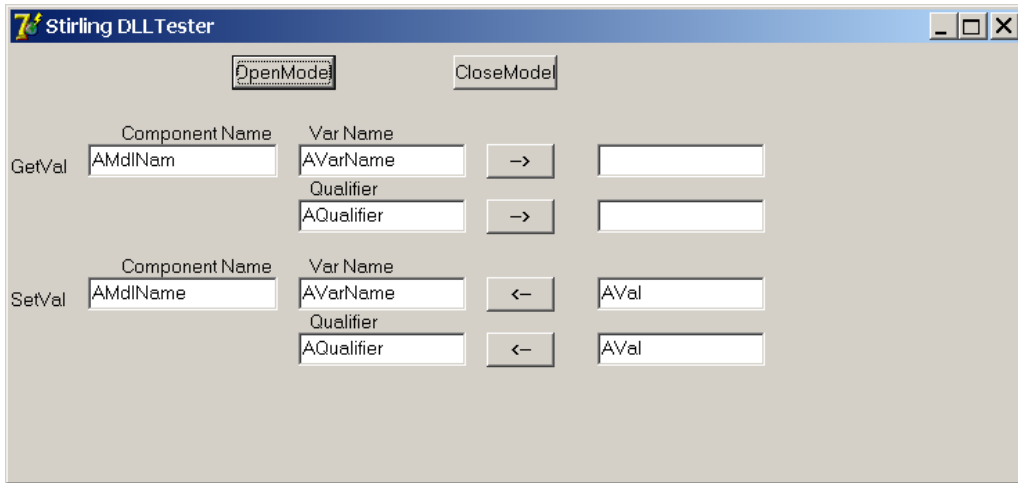 Stirling DLLTester
OpenModel CloseModel
Component Name Var Name
GetVal AMdlNam AVarName –>
Qualifier
AQualifier –>
Component Name Var Name
SetVal AMdlName AVarName <– AVal
Qualifier
AQualifier <– AVal